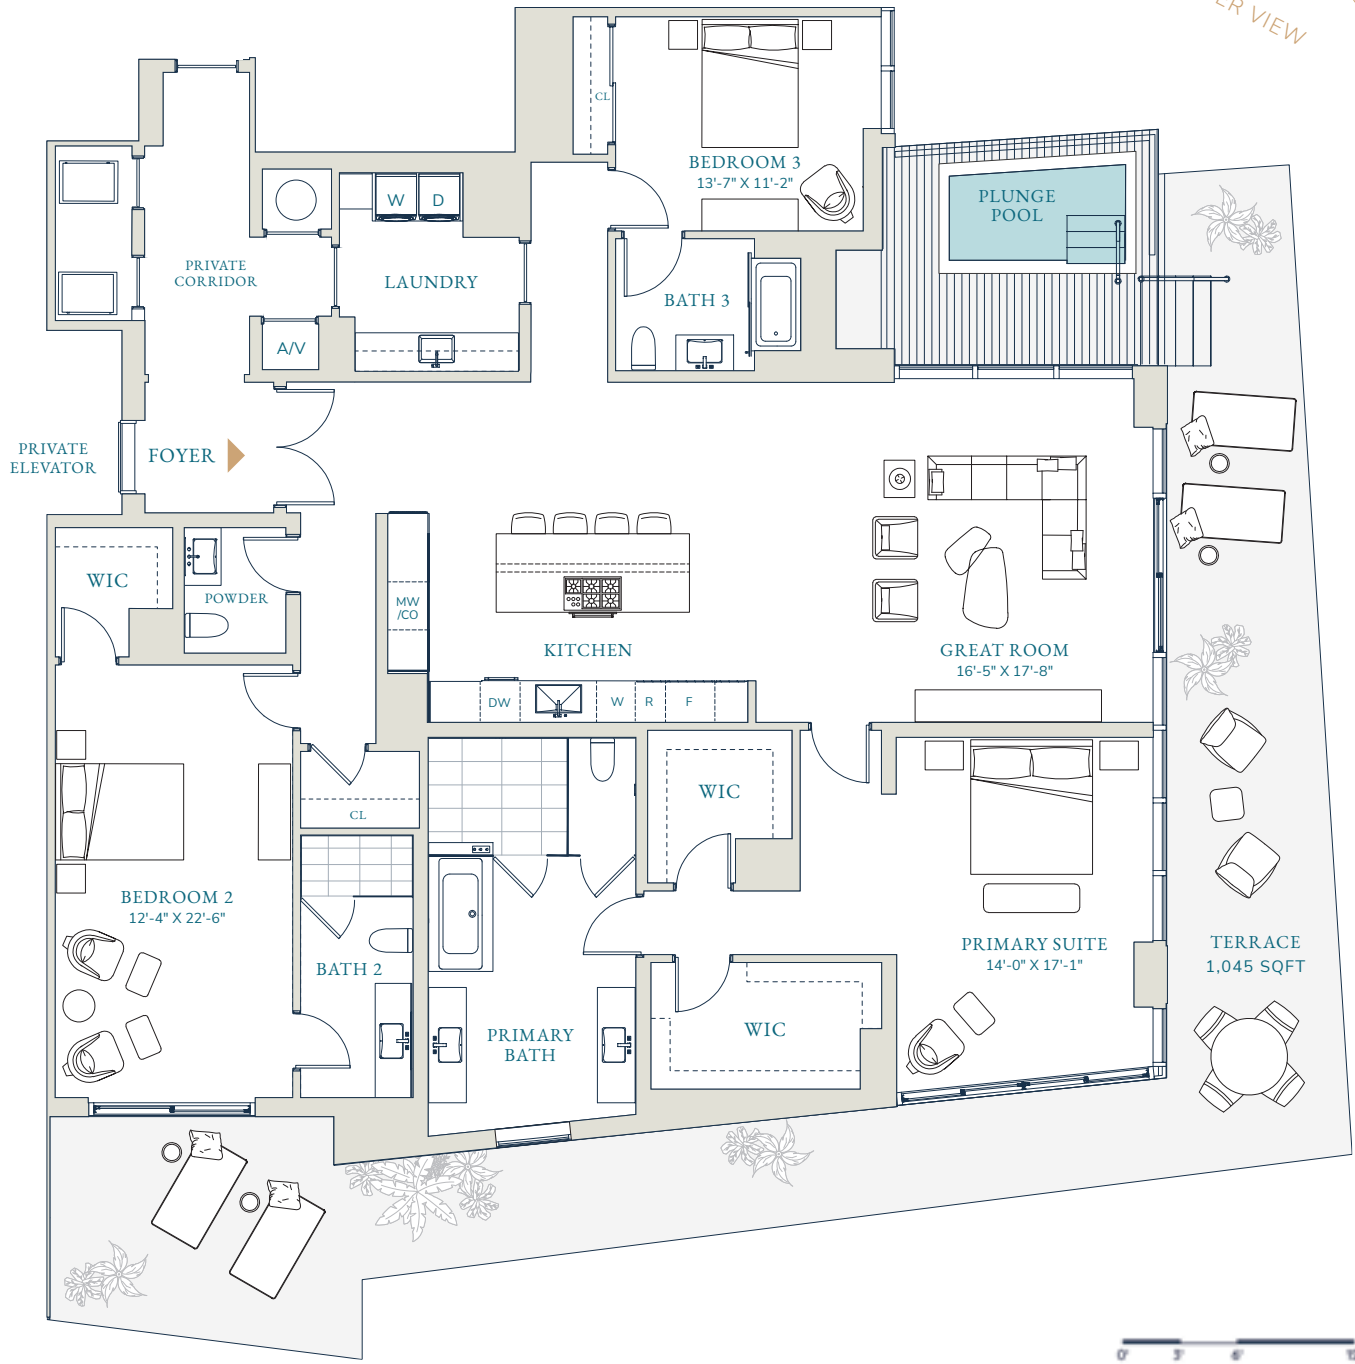 ER VIEW
CL
BEDROOM 3
13'-7" X 11'-2"
PLUNGE
POOL
W
D
PRIVATE
CORRIDOR
LAUNDRY
BATH 3
A/V
PRIVATE
ELEVATOR
FOYER
WIC
POWDER
MW
/CO
KITCHEN
GREAT ROOM
16'-5" X 17'-8"
DW
W
R
F
WIC
CL
BEDROOM 2
12'-4" X 22'-6"
BATH 2
PRIMARY
BATH
WIC
PRIMARY SUITE
14'-0" X 17'-1"
TERRACE
1,045 SQFT
0'
3'
6'